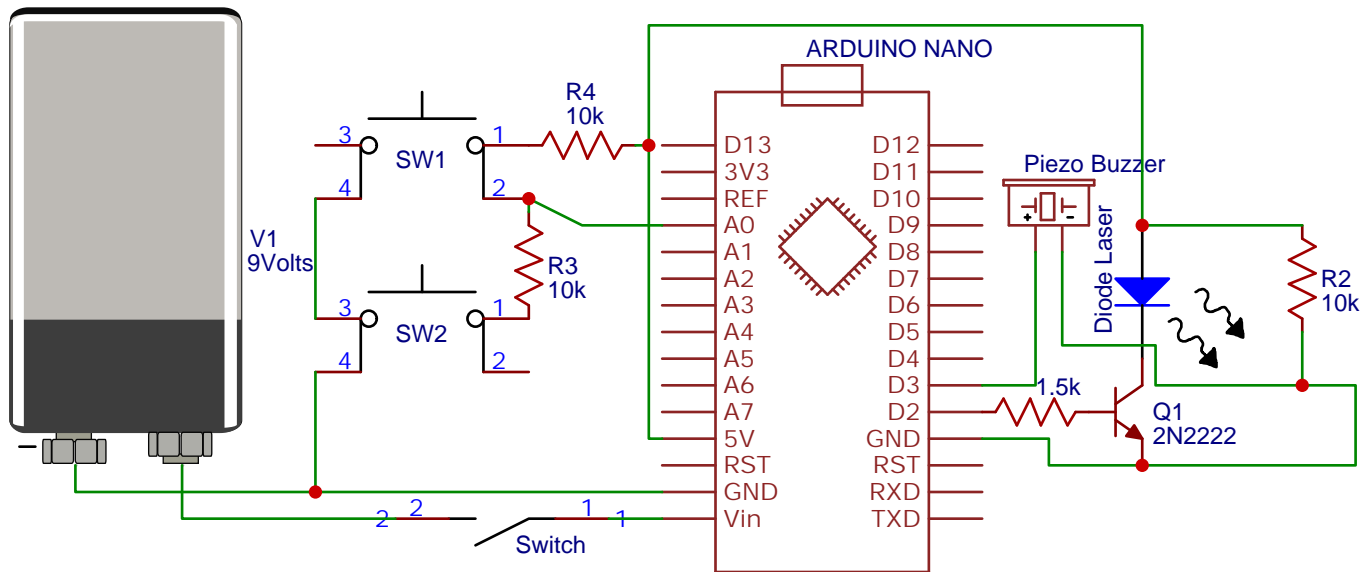 ARDUINO NANO
R4
10k
3
1
SW1
4
2
D13
3V3
REF
A0
A1
A2
A3
A4
A5
A6
A7
5V
RST
GND
Vin
D12
D11
D10
D9
D8
D7
D6
D5
D4
D3
D2
GND
RST
RXD
TXD
Piezo Buzzer
+
-
V1
9Volts
R3
10k
Diode Laser
R2
10k
3
1
SW2
4
2
1.5k
Q1
2N2222
–
2
2
1
1
Switch